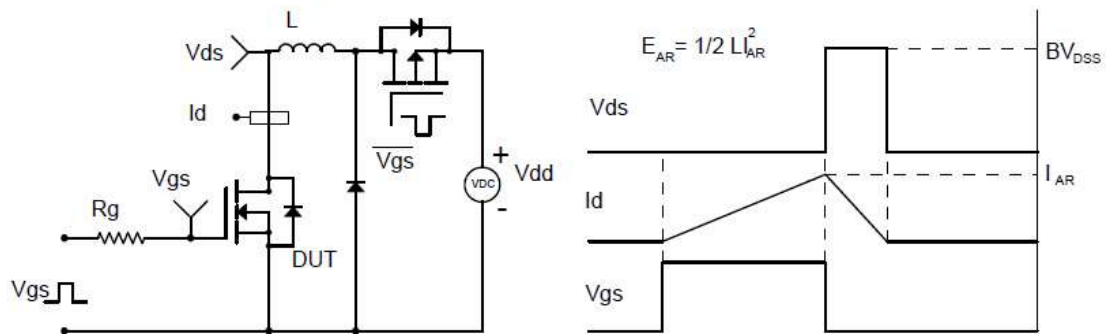 L
Vds
Id
Vgs
Rg
DUT
Vgs
Vgs
VDC
+
-
Vdd
E_AR = 1/2 LI_AR^2
BV_DSS
Vds
I_AR
Id
Vgs